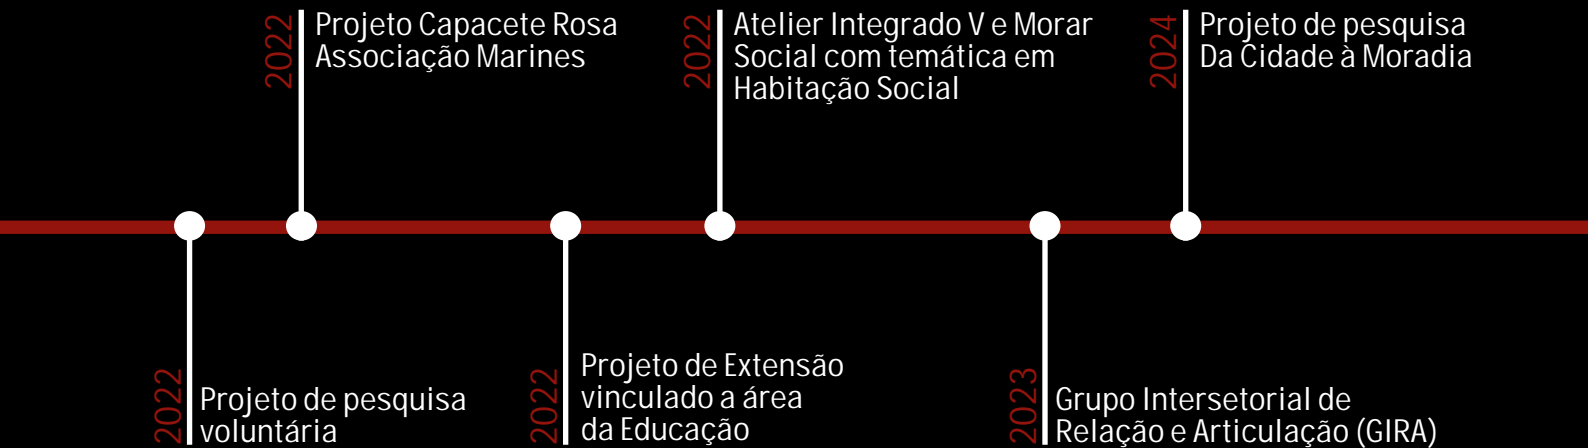 2022
Projeto Capacete Rosa
Associação Marines
2022
Atelier Integrado V e Morar
Social com temática em
Habitação Social
2024
Projeto de pesquisa
Da Cidade à Moradia
2022
Projeto de pesquisa
voluntária
2022
Projeto de Extensão
vinculado a área
da Educação
2023
Grupo Intersetorial de
Relação e Articulação (GIRA)